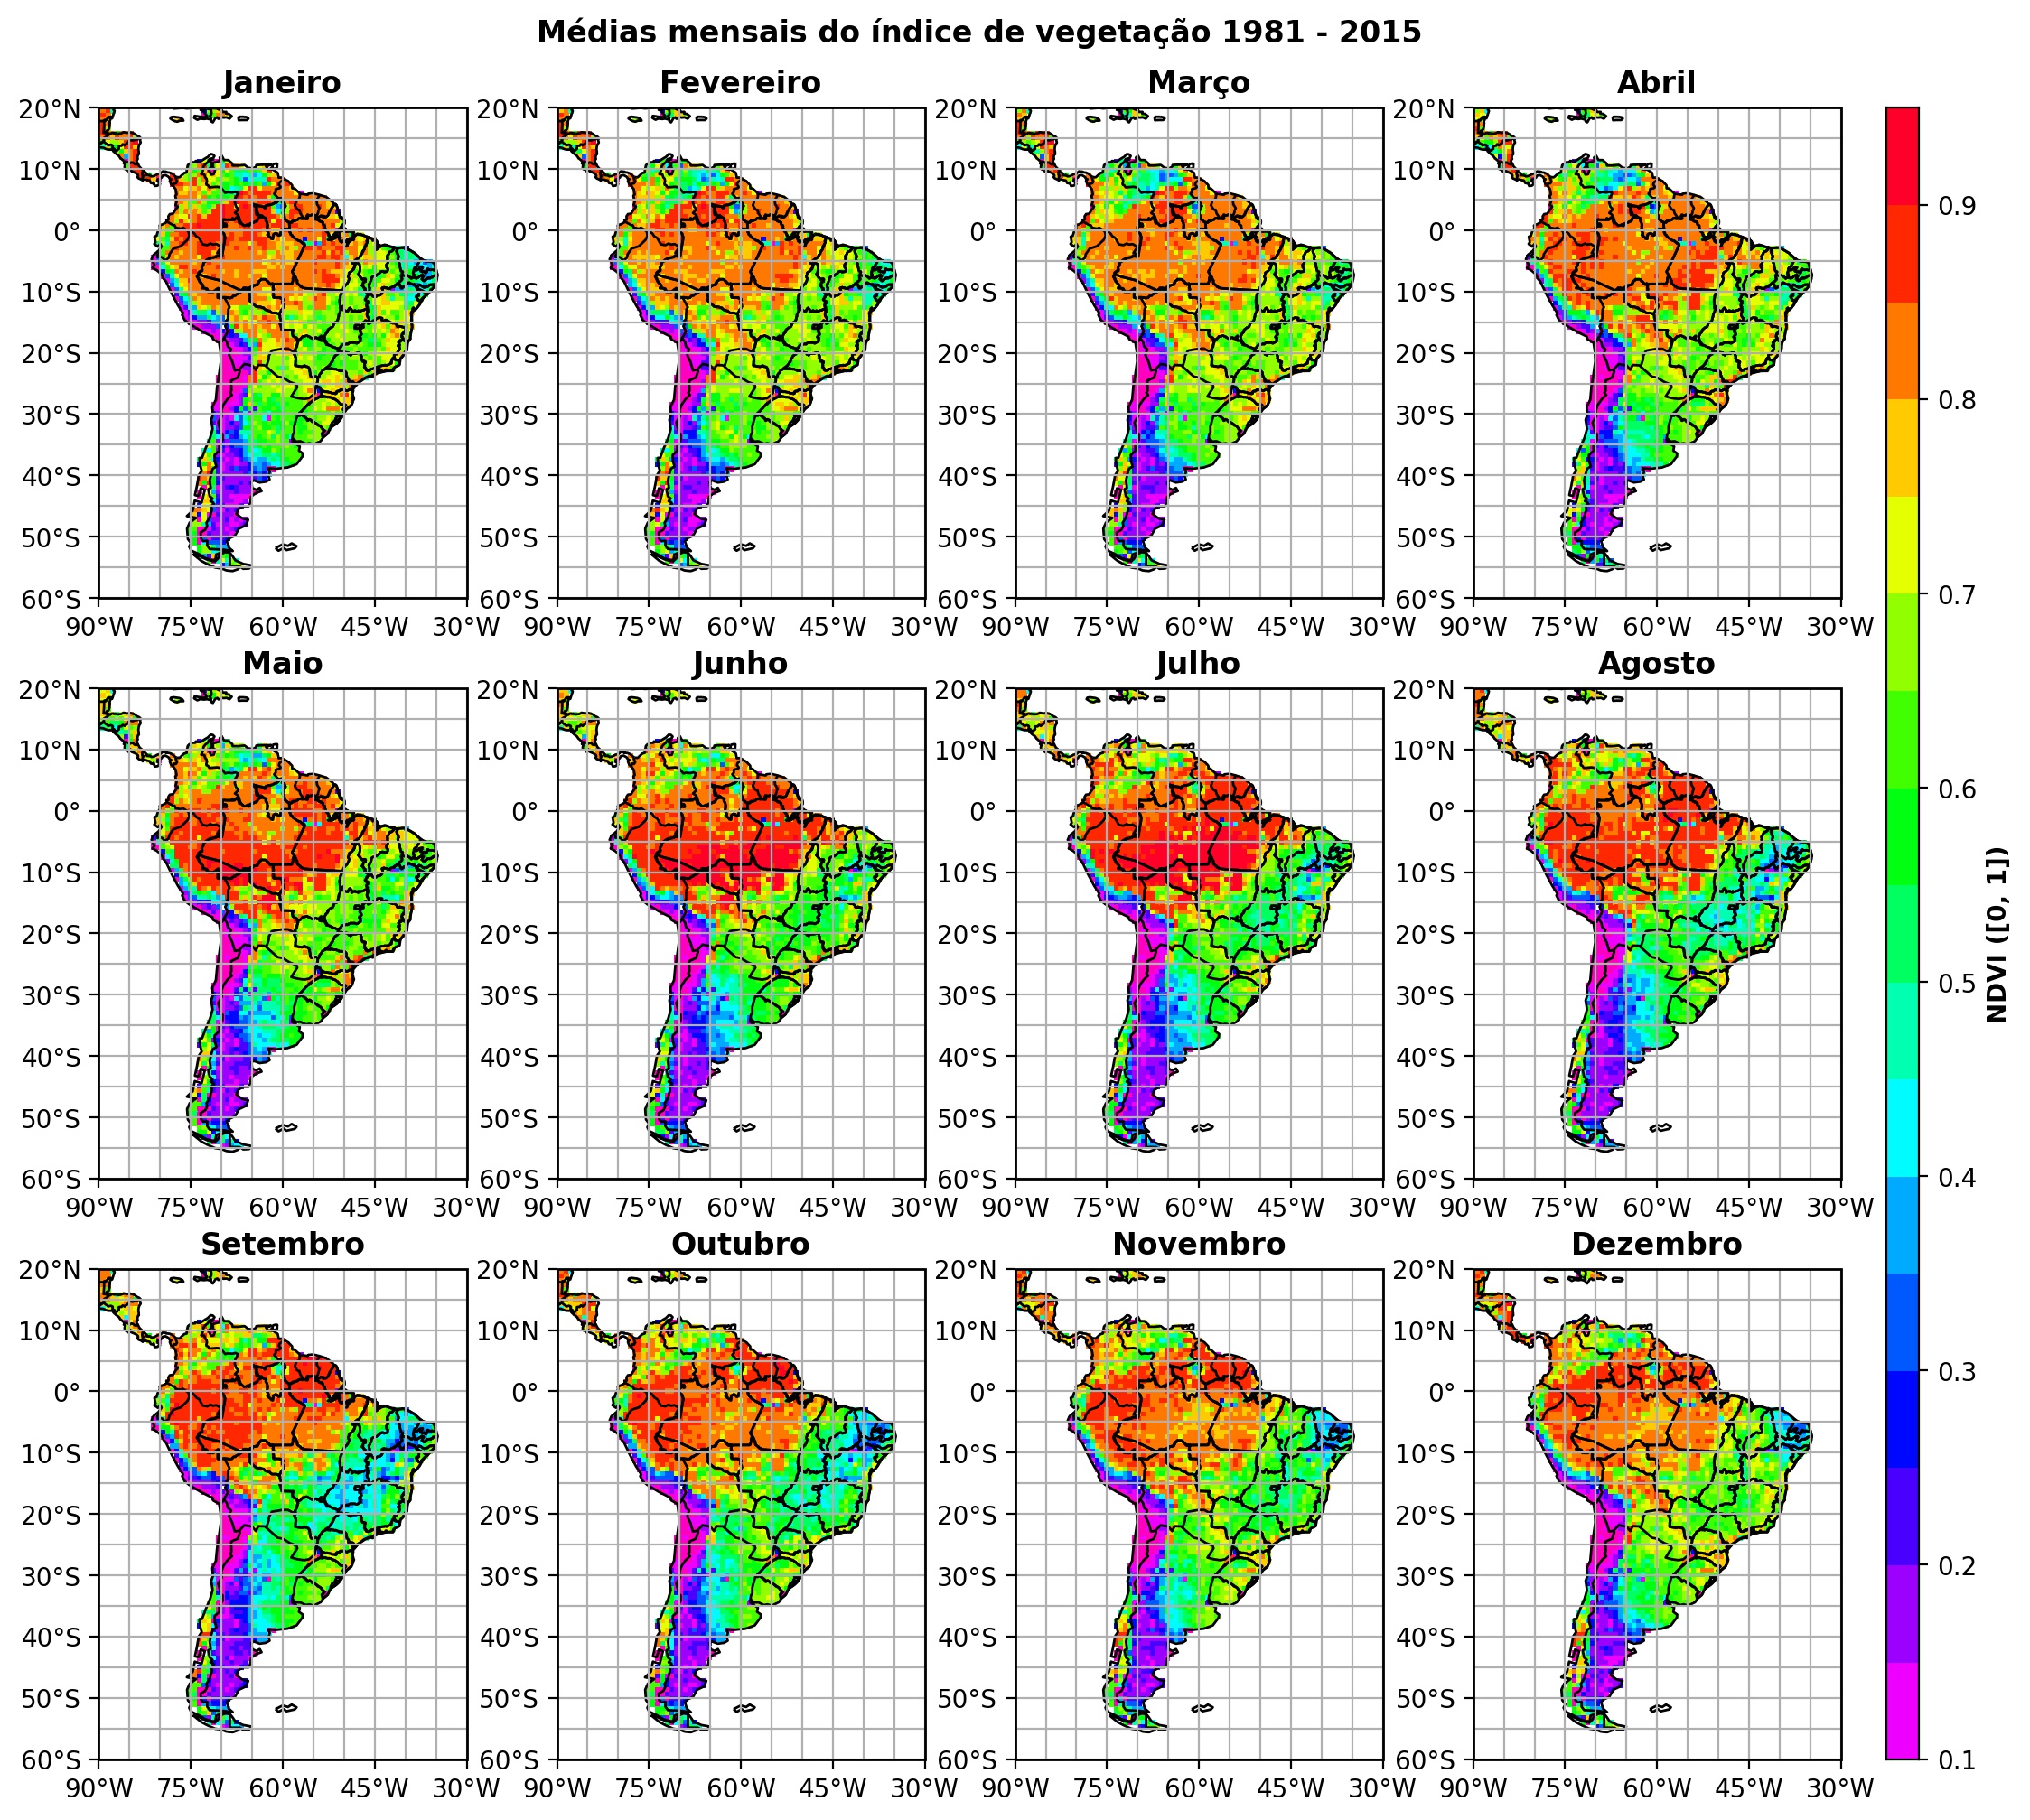 Médias mensais do índice de vegetação 1981 - 2015
Janeiro Fevereiro Março Abril
20°N 20°N 20°N 20°N
10°N 10°N 10°N 10°N 0.9
0° 0° 0° 0°
10°S 10°S 10°S 10°S
20°S 20°S 20°S 20°S
30°S 30°S 30°S 30°S 0.8
40°S 40°S 40°S 40°S
50°S 50°S 50°S 50°S
60°S 60°S 60°S 60°S 0.7
90°W 75°W 60°W 45°W 30°W 90°W 75°W 60°W 45°W 30°W 90°W 75°W 60°W 45°W 30°W 90°W 75°W 60°W 45°W 30°W
Maio Junho Julho Agosto
20°N 20°N 20°N 20°N
10°N 10°N 10°N 10°N
0° 0° 0° 0° 0.6
10°S 10°S 10°S 10°S
20°S 20°S 20°S 20°S
NDVI ([0, 1])
30°S 30°S 30°S 30°S 0.5
40°S 40°S 40°S 40°S
50°S 50°S 50°S 50°S
60°S 60°S 60°S 60°S 0.4
90°W 75°W 60°W 45°W 30°W 90°W 75°W 60°W 45°W 30°W 90°W 75°W 60°W 45°W 30°W 90°W 75°W 60°W 45°W 30°W
Setembro Outubro Novembro Dezembro
20°N 20°N 20°N 20°N
10°N 10°N 10°N 10°N
0° 0° 0° 0° 0.3
10°S 10°S 10°S 10°S
20°S 20°S 20°S 20°S
30°S 30°S 30°S 30°S 0.2
40°S 40°S 40°S 40°S
50°S 50°S 50°S 50°S
60°S 60°S 60°S 60°S 0.1
90°W 75°W 60°W 45°W 30°W 90°W 75°W 60°W 45°W 30°W 90°W 75°W 60°W 45°W 30°W 90°W 75°W 60°W 45°W 30°W